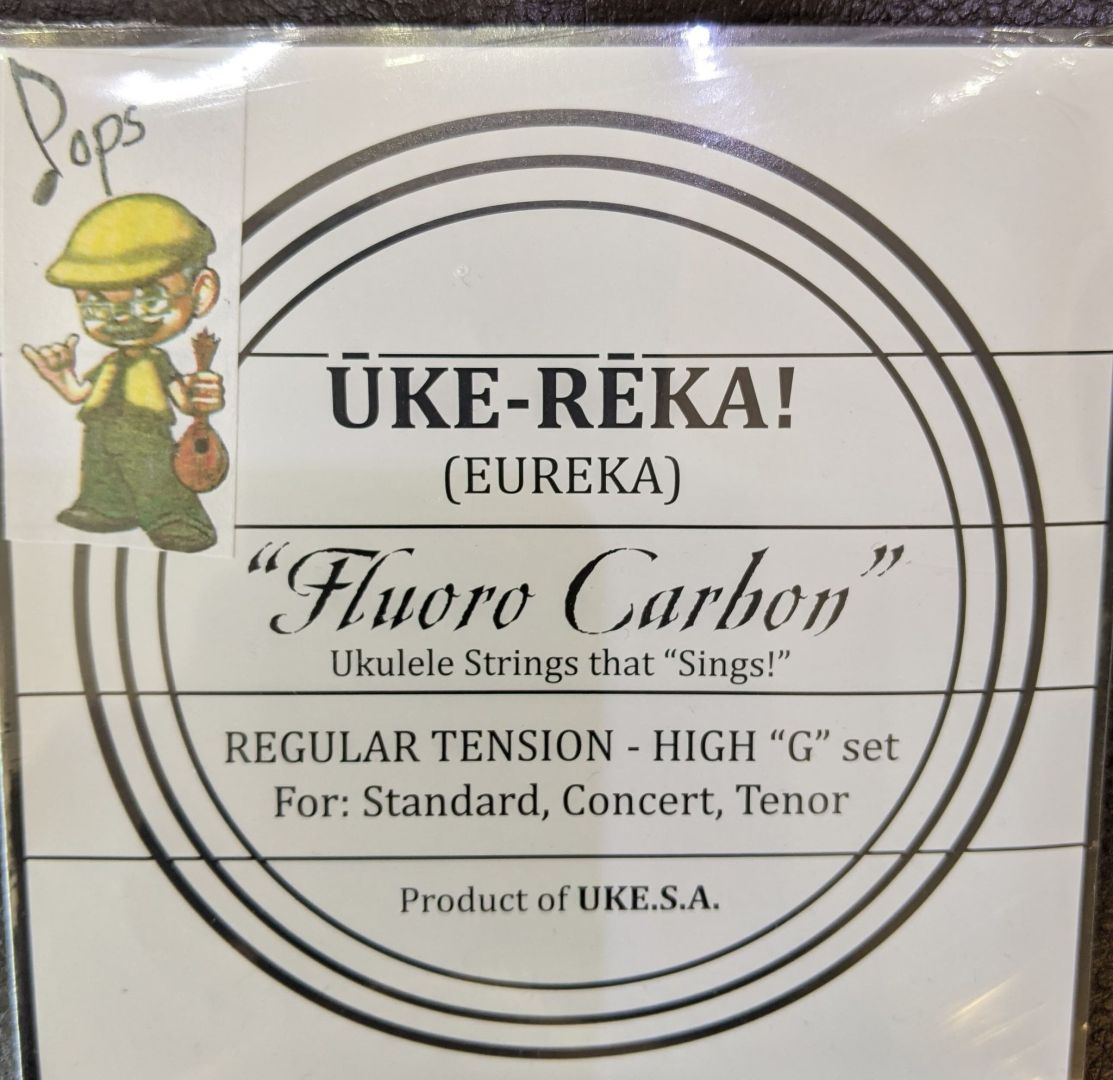 Pops
ŪKE-RĒKA!
(EUREKA)
“Fluoro Carbon”
Ukulele Strings that “Sings!”
REGULAR TENSION - HIGH “G” set
For: Standard, Concert, Tenor
Product of UKE.S.A.